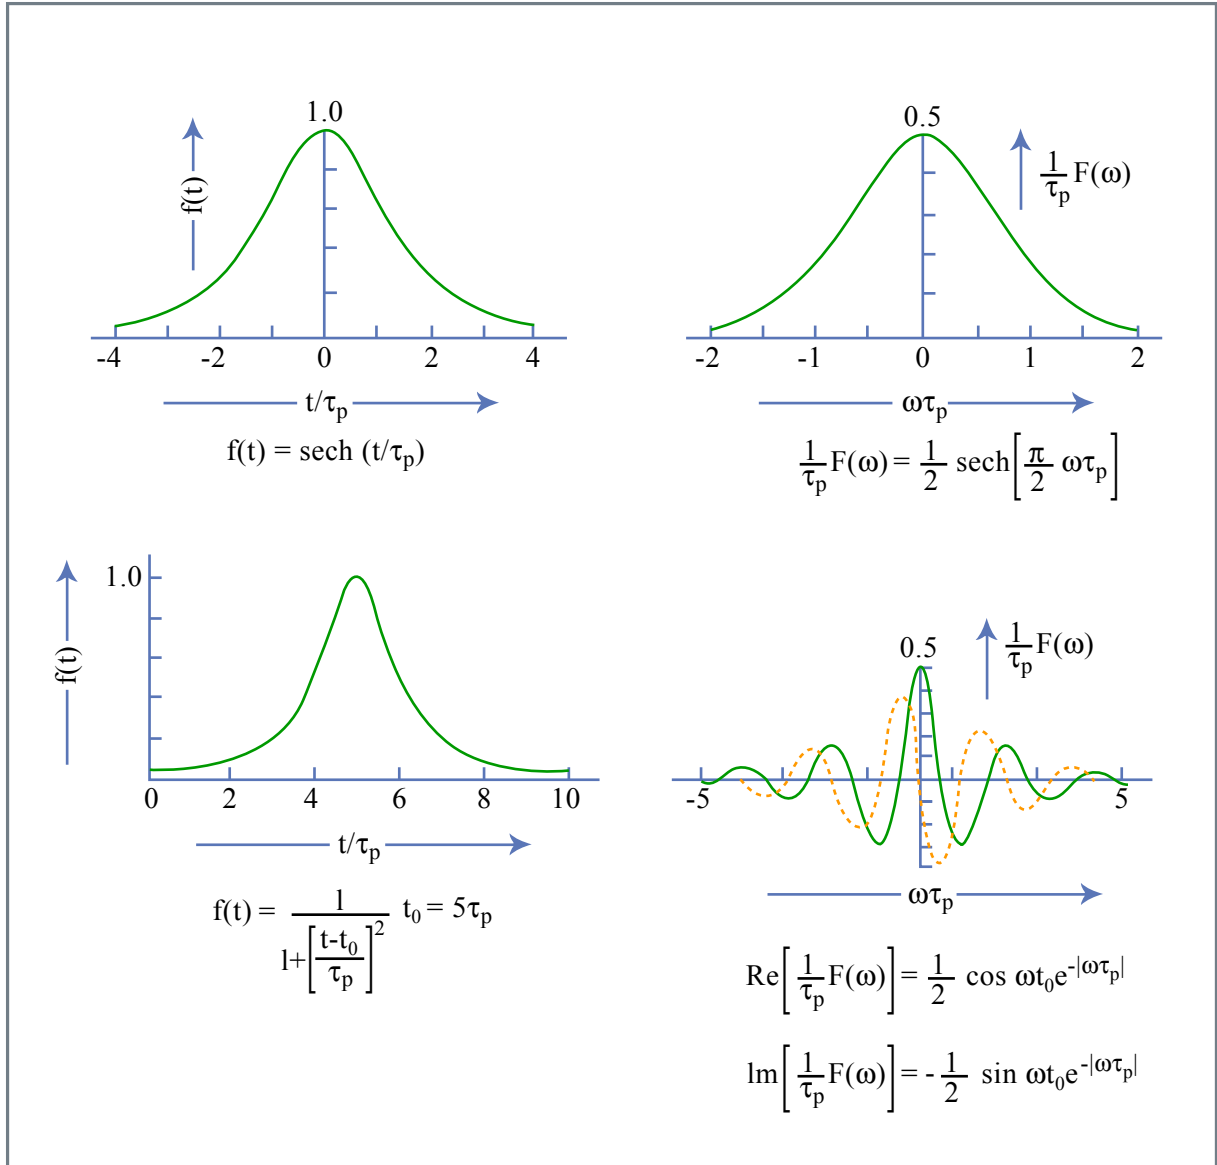 1.0
f(t)
-4 -2 0 2 4
t/τp
f(t) = sech (t/τp)
0.5
1/τp F(ω)
-2 -1 0 1 2
ωτp
1/τp F(ω) = 1/2 sech[π/2 ωτp]
1.0
f(t)
0 2 4 6 8 10
t/τp
f(t) = l/(l+[(t-t0)/τp]²) t0 = 5τp
0.5
1/τp F(ω)
-5 5
ωτp
Re[1/τp F(ω)] = 1/2 cos ωt0e^-|ωτp|
lm[1/τp F(ω)] = -1/2 sin ωt0e^-|ωτp|